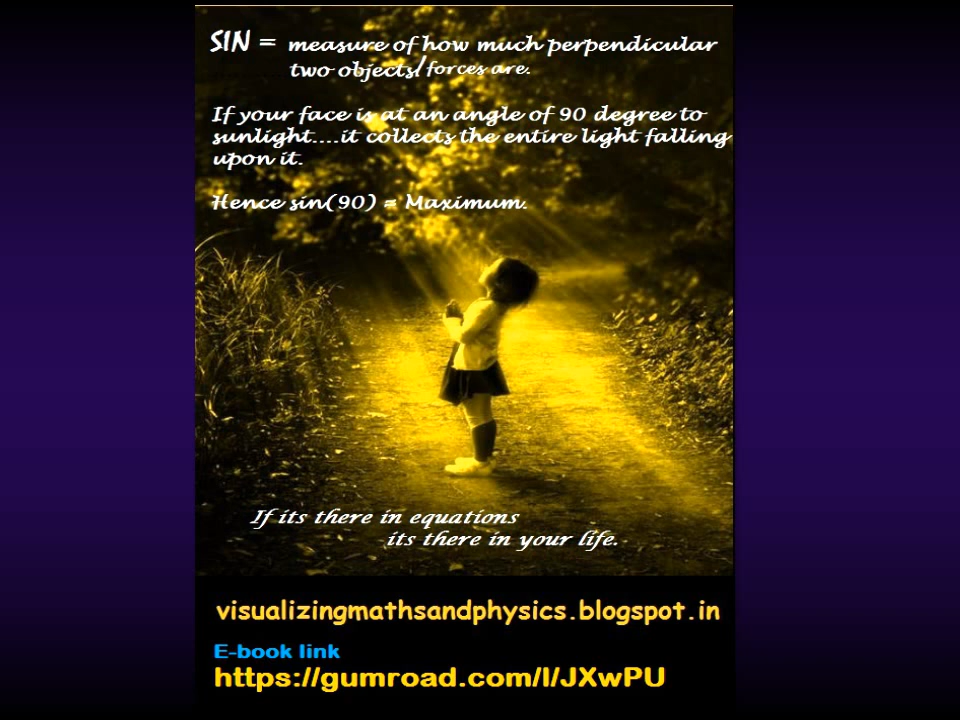 SIN = measure of how much perpendicular
two objects/forces are.
If your face is at an angle of 90 degree to
sunlight....it collects the entire light falling
upon it.
Hence sin(90) = Maximum.
If its there in equations
its there in your life.
visualizingmathsandphysics.blogspot.in
E-book link
https://gumroad.com/l/JXwPU